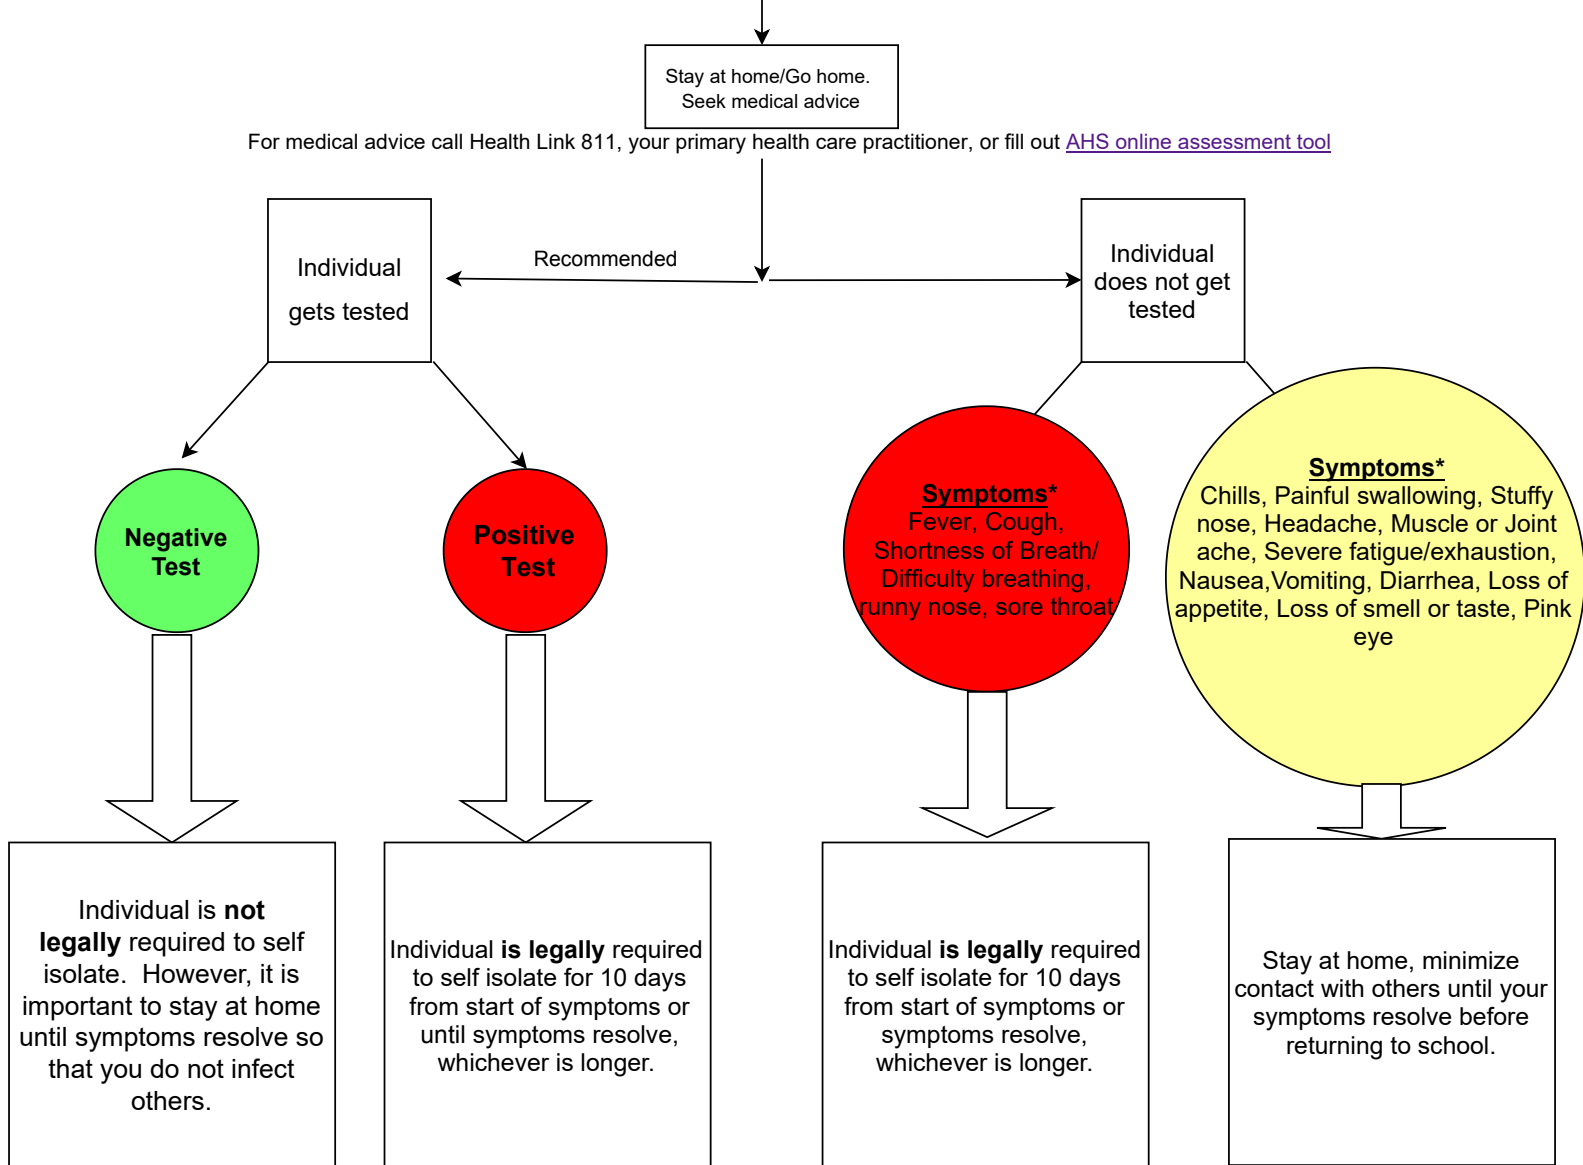 Stay at home/Go home.
Seek medical advice
For medical advice call Health Link 811, your primary health care practitioner, or fill out AHS online assessment tool
Individual
gets tested
Recommended
Individual
does not get
tested
Negative
Test
Positive
Test
Symptoms*
Fever, Cough,
Shortness of Breath/
Difficulty breathing,
runny nose, sore throat
Symptoms*
Chills, Painful swallowing, Stuffy
nose, Headache, Muscle or Joint
ache, Severe fatigue/exhaustion,
Nausea,Vomiting, Diarrhea, Loss of
appetite, Loss of smell or taste, Pink
eye
Individual is not
legally required to self
isolate. However, it is
important to stay at home
until symptoms resolve so
that you do not infect
others.
Individual is legally required
to self isolate for 10 days
from start of symptoms or
until symptoms resolve,
whichever is longer.
Individual is legally required
to self isolate for 10 days
from start of symptoms or
symptoms resolve,
whichever is longer.
Stay at home, minimize
contact with others until your
symptoms resolve before
returning to school.